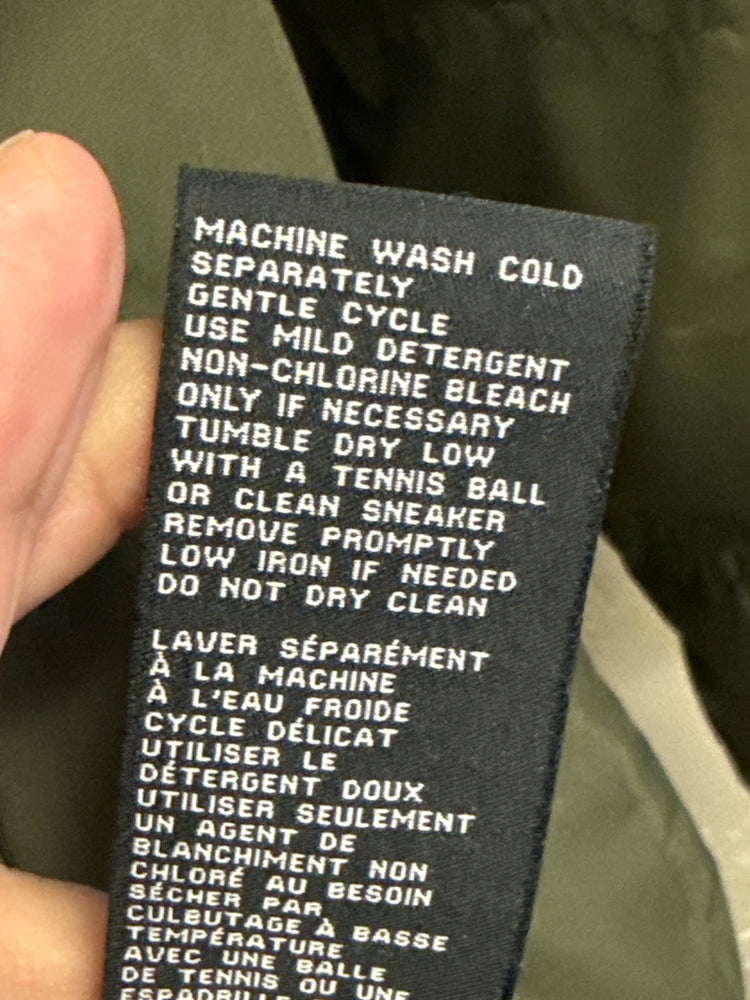 MACHINE WASH COLD
SEPARATELY
GENTLE CYCLE
USE MILD DETERGENT
NON-CHLORINE BLEACH
ONLY IF NECESSARY
TUMBLE DRY LOW
WITH A TENNIS BALL
OR CLEAN SNEAKER
REMOVE PROMPTLY
LOW IRON IF NEEDED
DO NOT DRY CLEAN
LAVER SÉPARÉMENT
À LA MACHINE
À L'EAU FROIDE
CYCLE DÉLICAT
UTILISER LE
DÉTERGENT DOUX
UTILISER SEULEMENT
UN AGENT DE
BLANCHIMENT NON
CHLORÉ AU BESOIN
SÉCHER PAR
CULBUTAGE À BASSE
TEMPÉRATURE
AVEC UNE BALLE
DE TENNIS OU UNE
ESPADRILLE